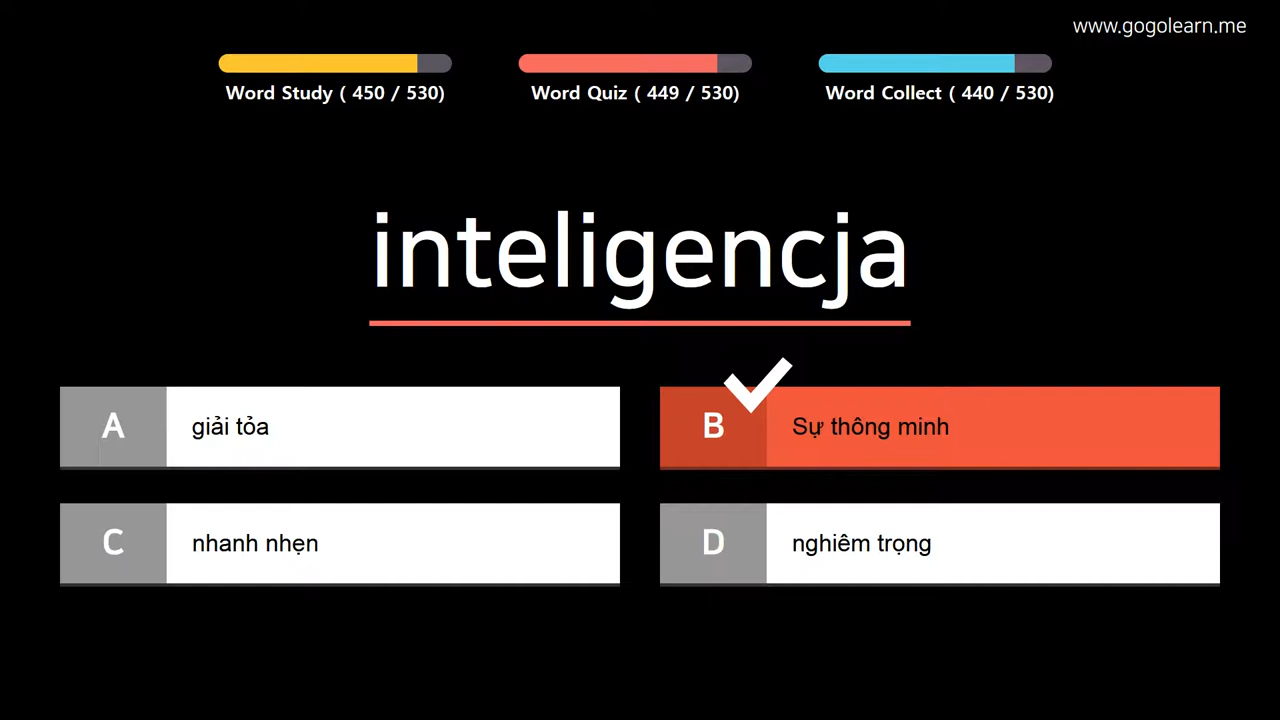 www.gogolearn.me
Word Study ( 450 / 530)
Word Quiz ( 449 / 530)
Word Collect ( 440 / 530)
inteligencja
A giải tỏa
B Sự thông minh
C nhanh nhẹn
D nghiêm trọng